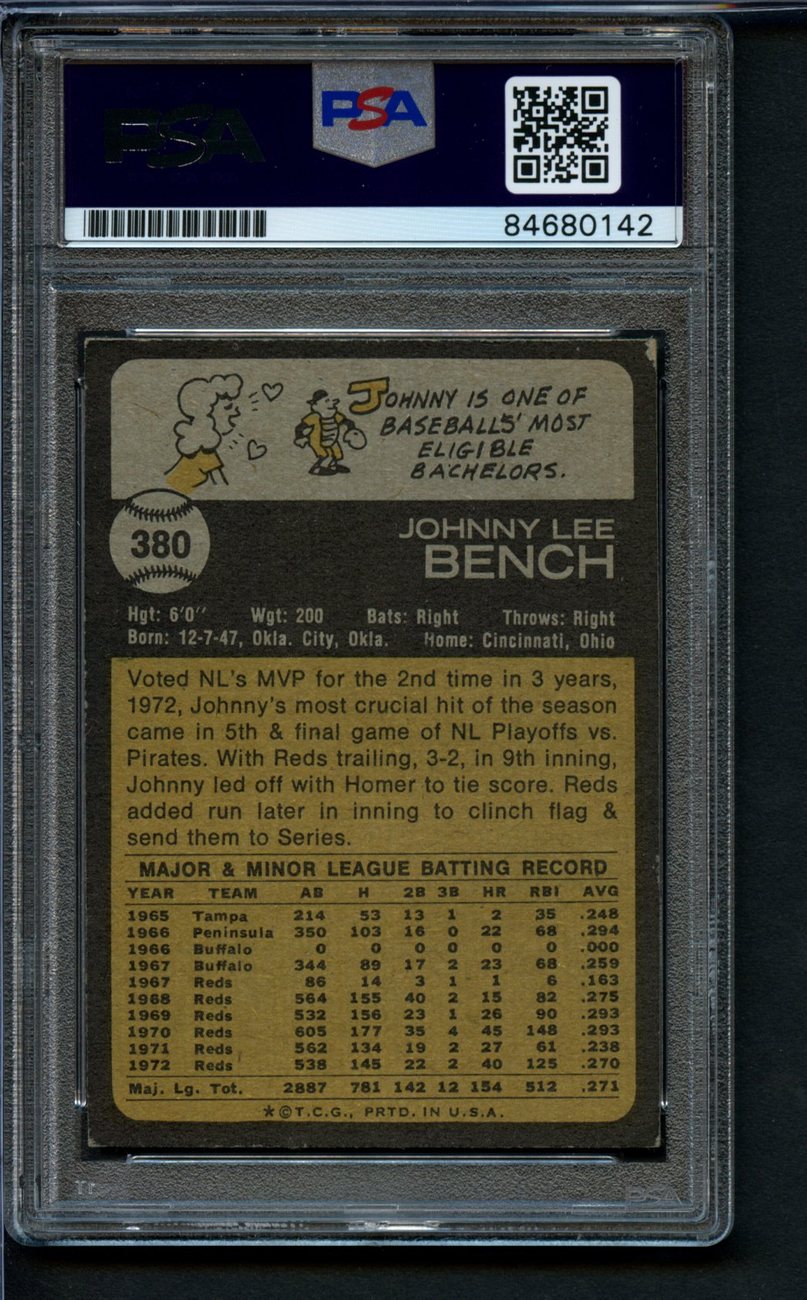 PSA
PSA
84680142
JOHNNY IS ONE OF
BASEBALLS' MOST
ELIGIBLE
BACHELORS.
380
JOHNNY LEE
BENCH
Hgt: 6'0" Wgt: 200 Bats: Right Throws: Right
Born: 12-7-47, Okla. City, Okla. Home: Cincinnati, Ohio
Voted NL's MVP for the 2nd time in 3 years,
1972, Johnny's most crucial hit of the season
came in 5th & final game of NL Playoffs vs.
Pirates. With Reds trailing, 3-2, in 9th inning,
Johnny led off with Homer to tie score. Reds
added run later in inning to clinch flag &
send them to Series.
MAJOR & MINOR LEAGUE BATTING RECORD
YEAR TEAM AB H 2B 3B HR RBI AVG
1965 Tampa 214 53 13 1 2 35 .248
1966 Peninsula 350 103 16 0 22 68 .294
1966 Buffalo 0 0 0 0 0 0 .000
1967 Buffalo 344 89 17 2 23 68 .259
1967 Reds 86 14 3 1 1 6 .163
1968 Reds 564 155 40 2 15 82 .275
1969 Reds 532 156 23 1 26 90 .293
1970 Reds 605 177 35 4 45 148 .293
1971 Reds 562 134 19 2 27 61 .238
1972 Reds 538 145 22 2 40 125 .270
Maj. Lg. Tot. 2887 781 142 12 154 512 .271
*©T.C.G., PRTD. IN U.S.A.
PSA